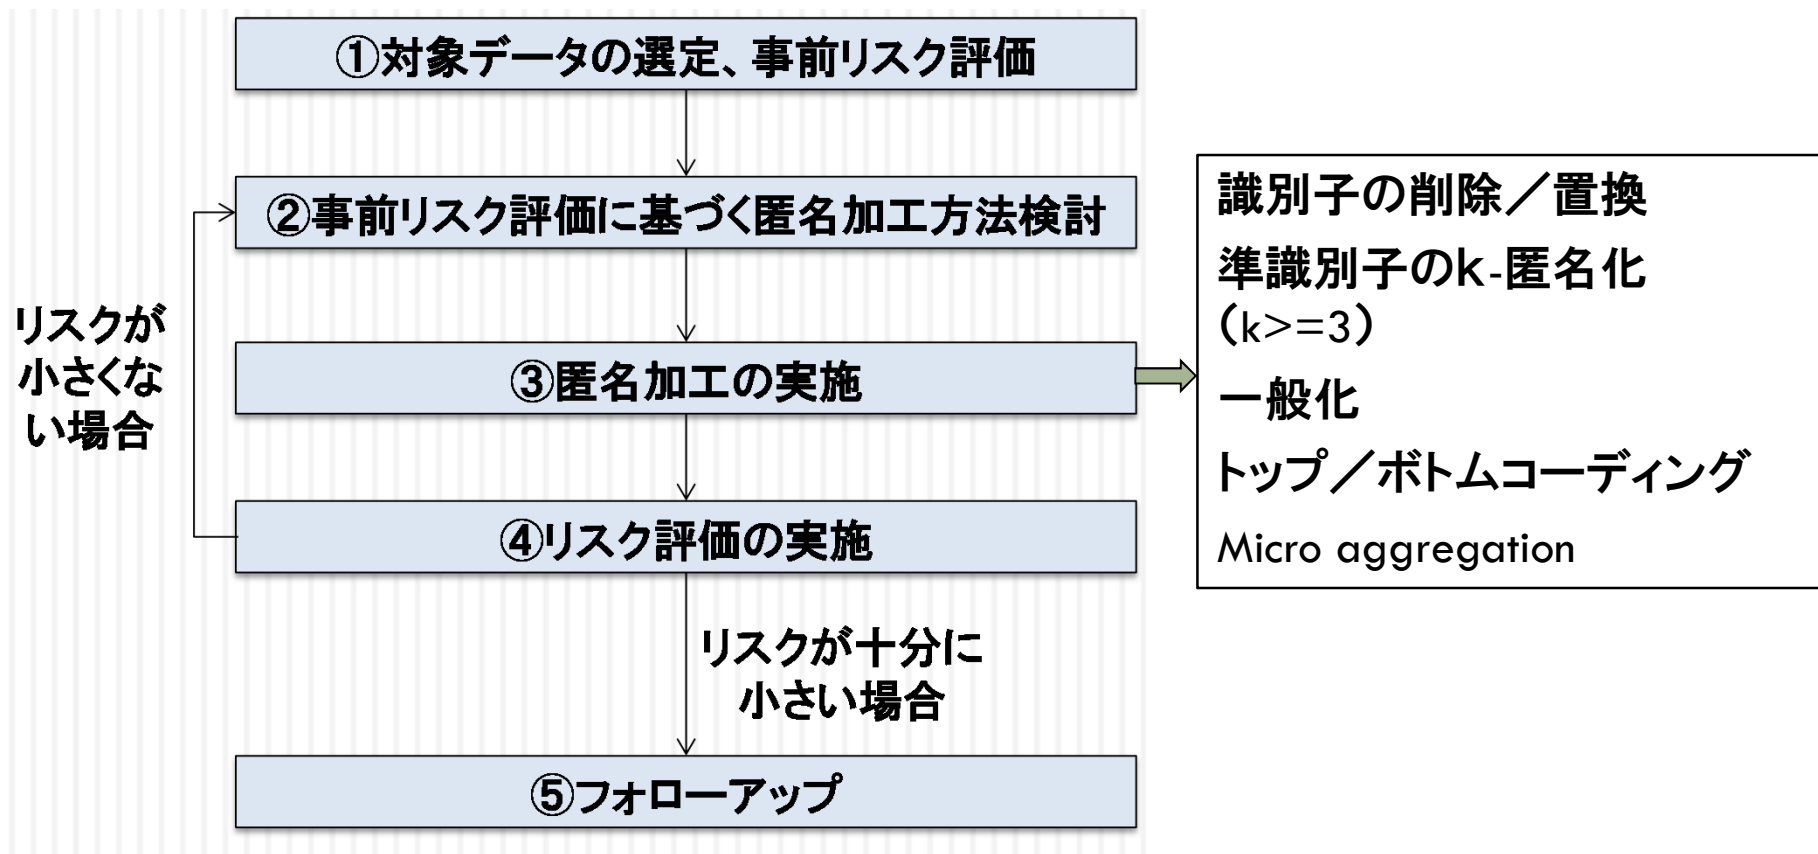 ①対象データの選定、事前リスク評価
②事前リスク評価に基づく匿名加工方法検討
③匿名加工の実施
④リスク評価の実施
リスクが
小さくな
い場合
リスクが十分に
小さい場合
⑤フォローアップ
識別子の削除／置換
準識別子のk-匿名化
（k>=3）
一般化
トップ／ボトムコーディング
Micro aggregation